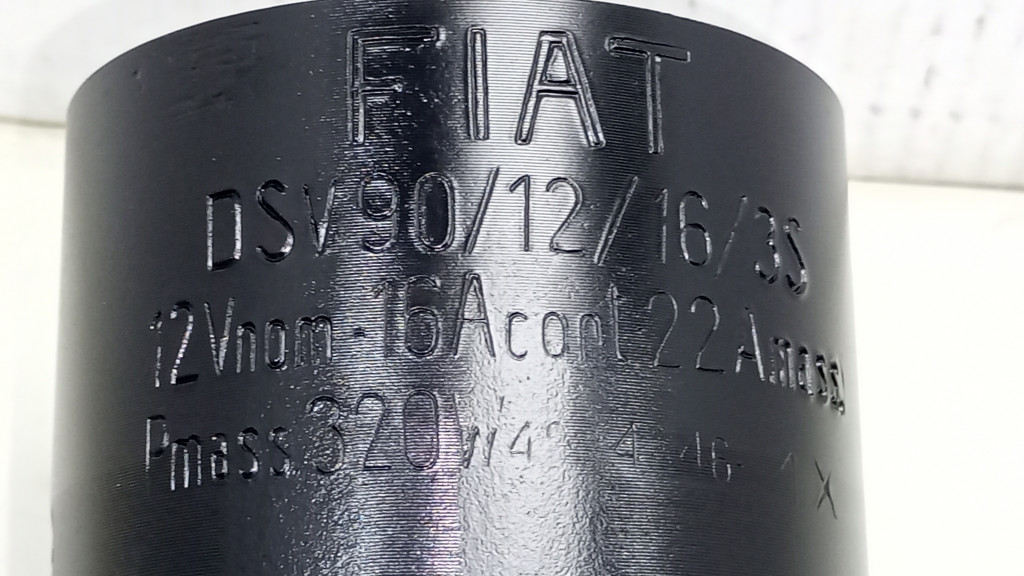 FIAT
DSV90/12/16/3S
12Vnom.16Acont 22Amass
Pmass 320W